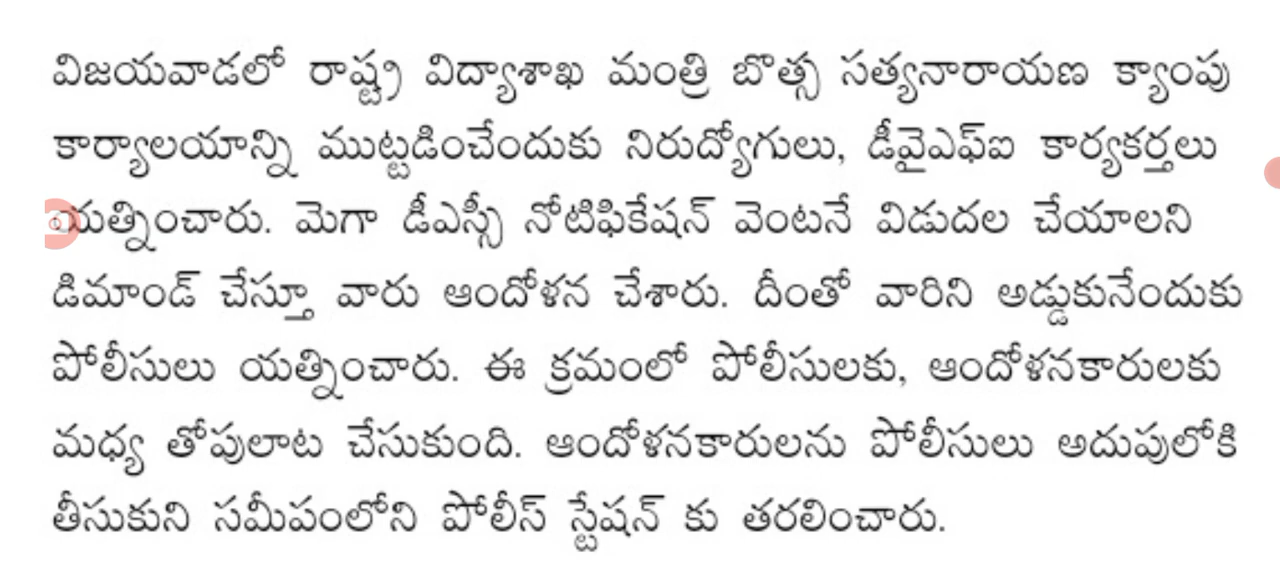 విజయవాడలో రాష్ట్ర విద్యాశాఖ మంత్రి బొత్స సత్యనారాయణ క్యాంపు
కార్యాలయాన్ని ముట్టడించేందుకు నిరుద్యోగులు, డీవైఎఫ్ఐ కార్యకర్తలు
యత్నించారు. మెగా డీఎస్సీ నోటిఫికేషన్ వెంటనే విడుదల చేయాలని
డిమాండ్ చేస్తూ వారు ఆందోళన చేశారు. దీంతో వారిని అడ్డుకునేందుకు
పోలీసులు యత్నించారు. ఈ క్రమంలో పోలీసులకు, ఆందోళనకారులకు
మధ్య తోపులాట చేసుకుంది. ఆందోళనకారులను పోలీసులు అదుపులోకి
తీసుకుని సమీపంలోని పోలీస్ స్టేషన్ కు తరలించారు.